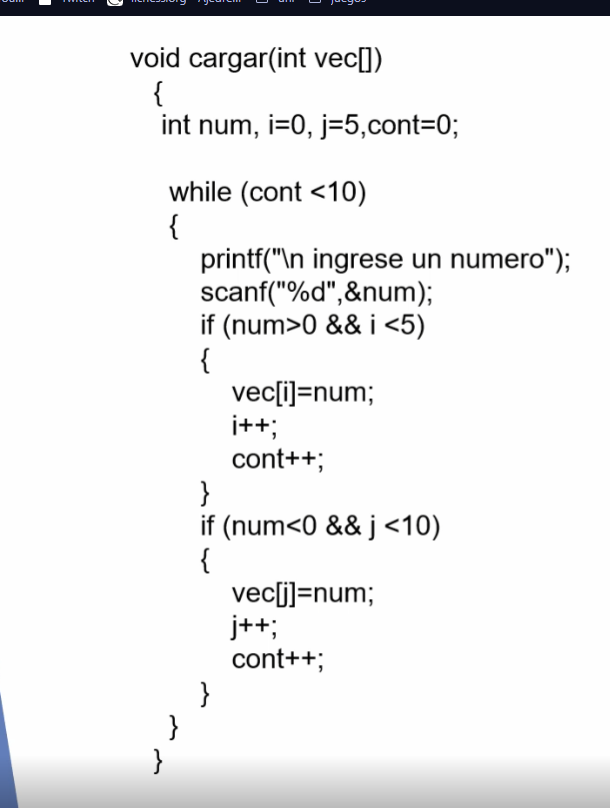 void cargar(int vec[])
{
int num, i=0, j=5,cont=0;
while (cont <10)
{
printf("\n ingrese un numero");
scanf("%d",&num);
if (num>0 && i <5)
{
vec[i]=num;
i++;
cont++;
}
if (num<0 && j <10)
{
vec[j]=num;
j++;
cont++;
}
}
}